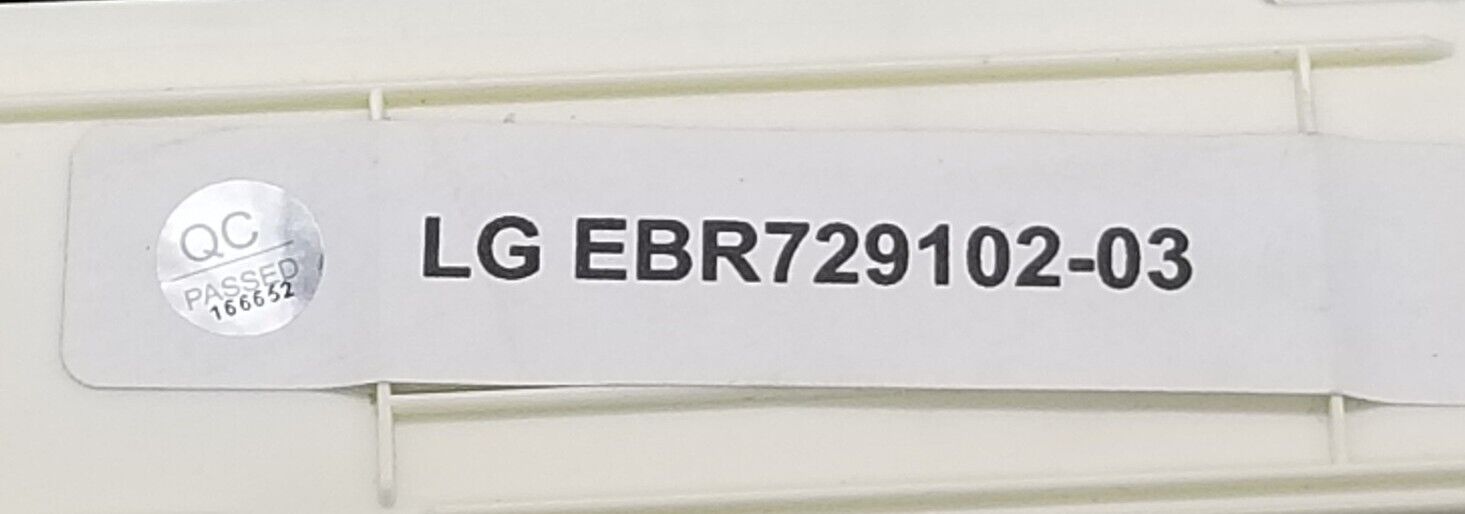 QC
PASSED
166652
LG EBR729102-03